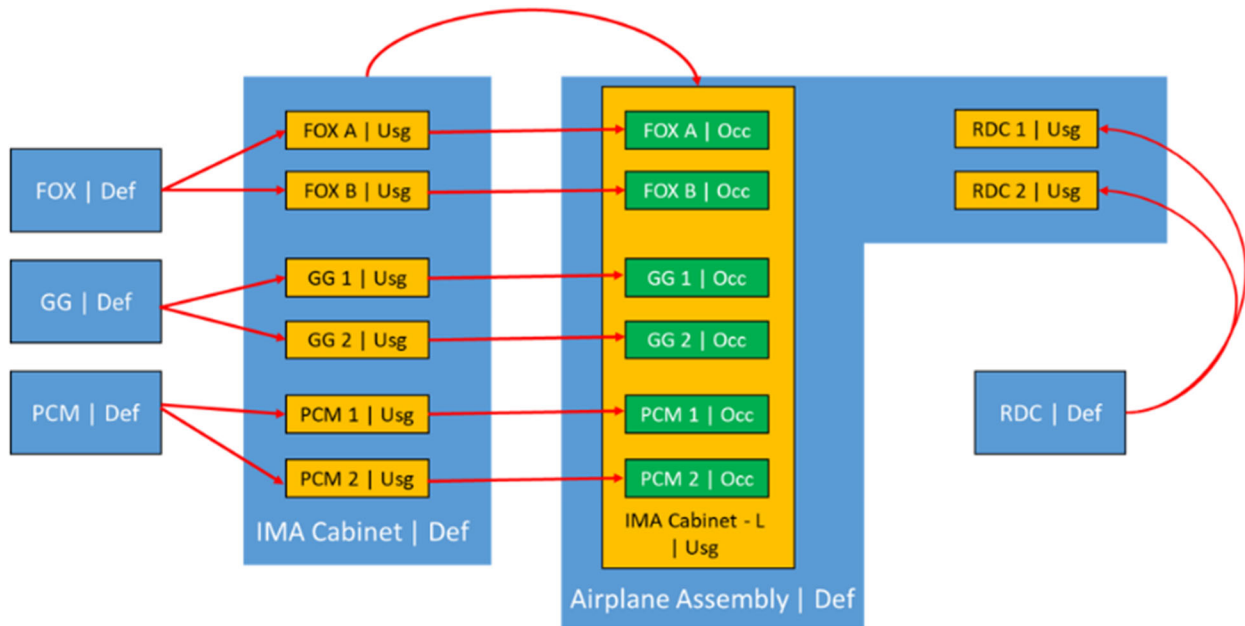 FOX | Def
GG | Def
PCM | Def
FOX A | Usg
FOX B | Usg
GG 1 | Usg
GG 2 | Usg
PCM 1 | Usg
PCM 2 | Usg
IMA Cabinet | Def
FOX A | Occ
FOX B | Occ
GG 1 | Occ
GG 2 | Occ
PCM 1 | Occ
PCM 2 | Occ
IMA Cabinet - L
| Usg
Airplane Assembly | Def
RDC 1 | Usg
RDC 2 | Usg
RDC | Def